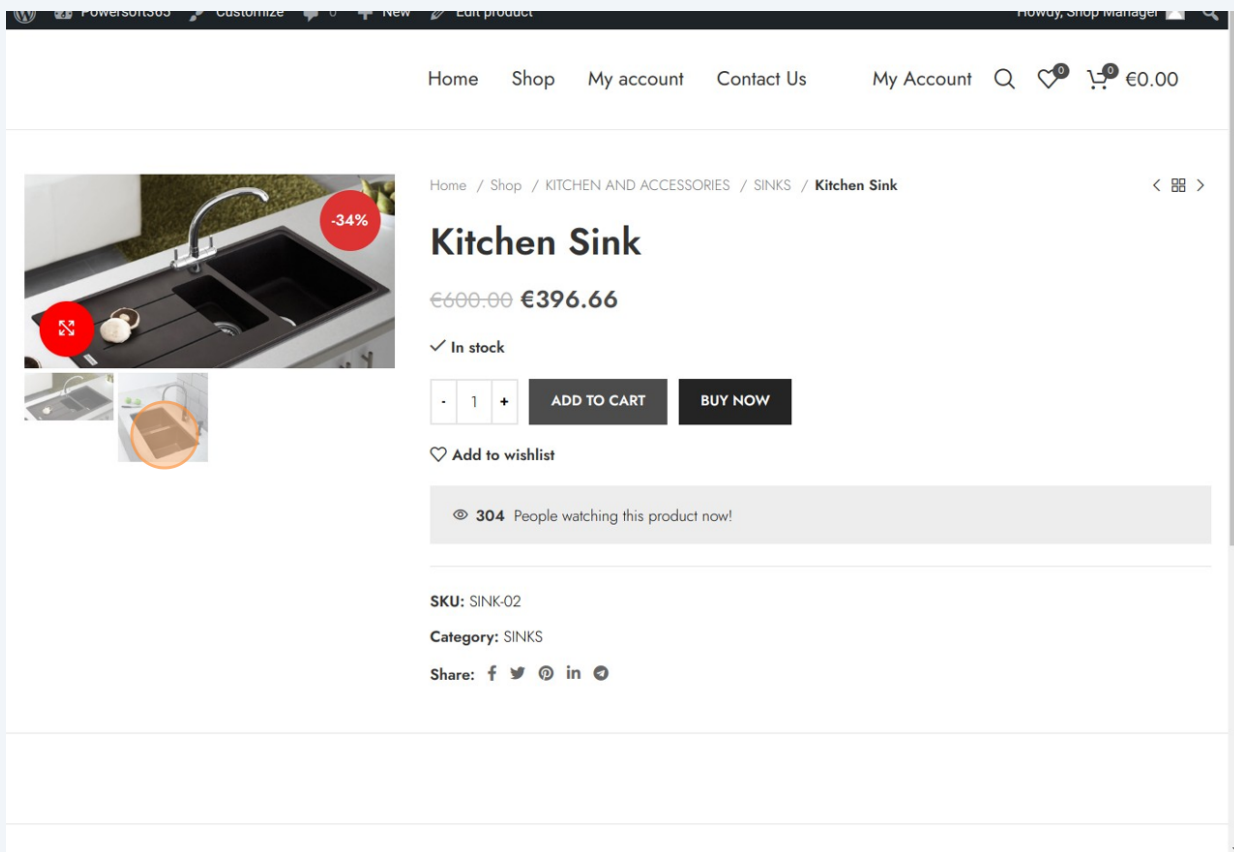 Powersoft365 Customize 0 New Edit product Howdy, Shop Manager
Home Shop My account Contact Us My Account 0 0 €0.00
Home / Shop / KITCHEN AND ACCESSORIES / SINKS / Kitchen Sink
-34%
Kitchen Sink
€600.00 €396.66
In stock
- 1 + ADD TO CART BUY NOW
Add to wishlist
304 People watching this product now!
SKU: SINK-02
Category: SINKS
Share: